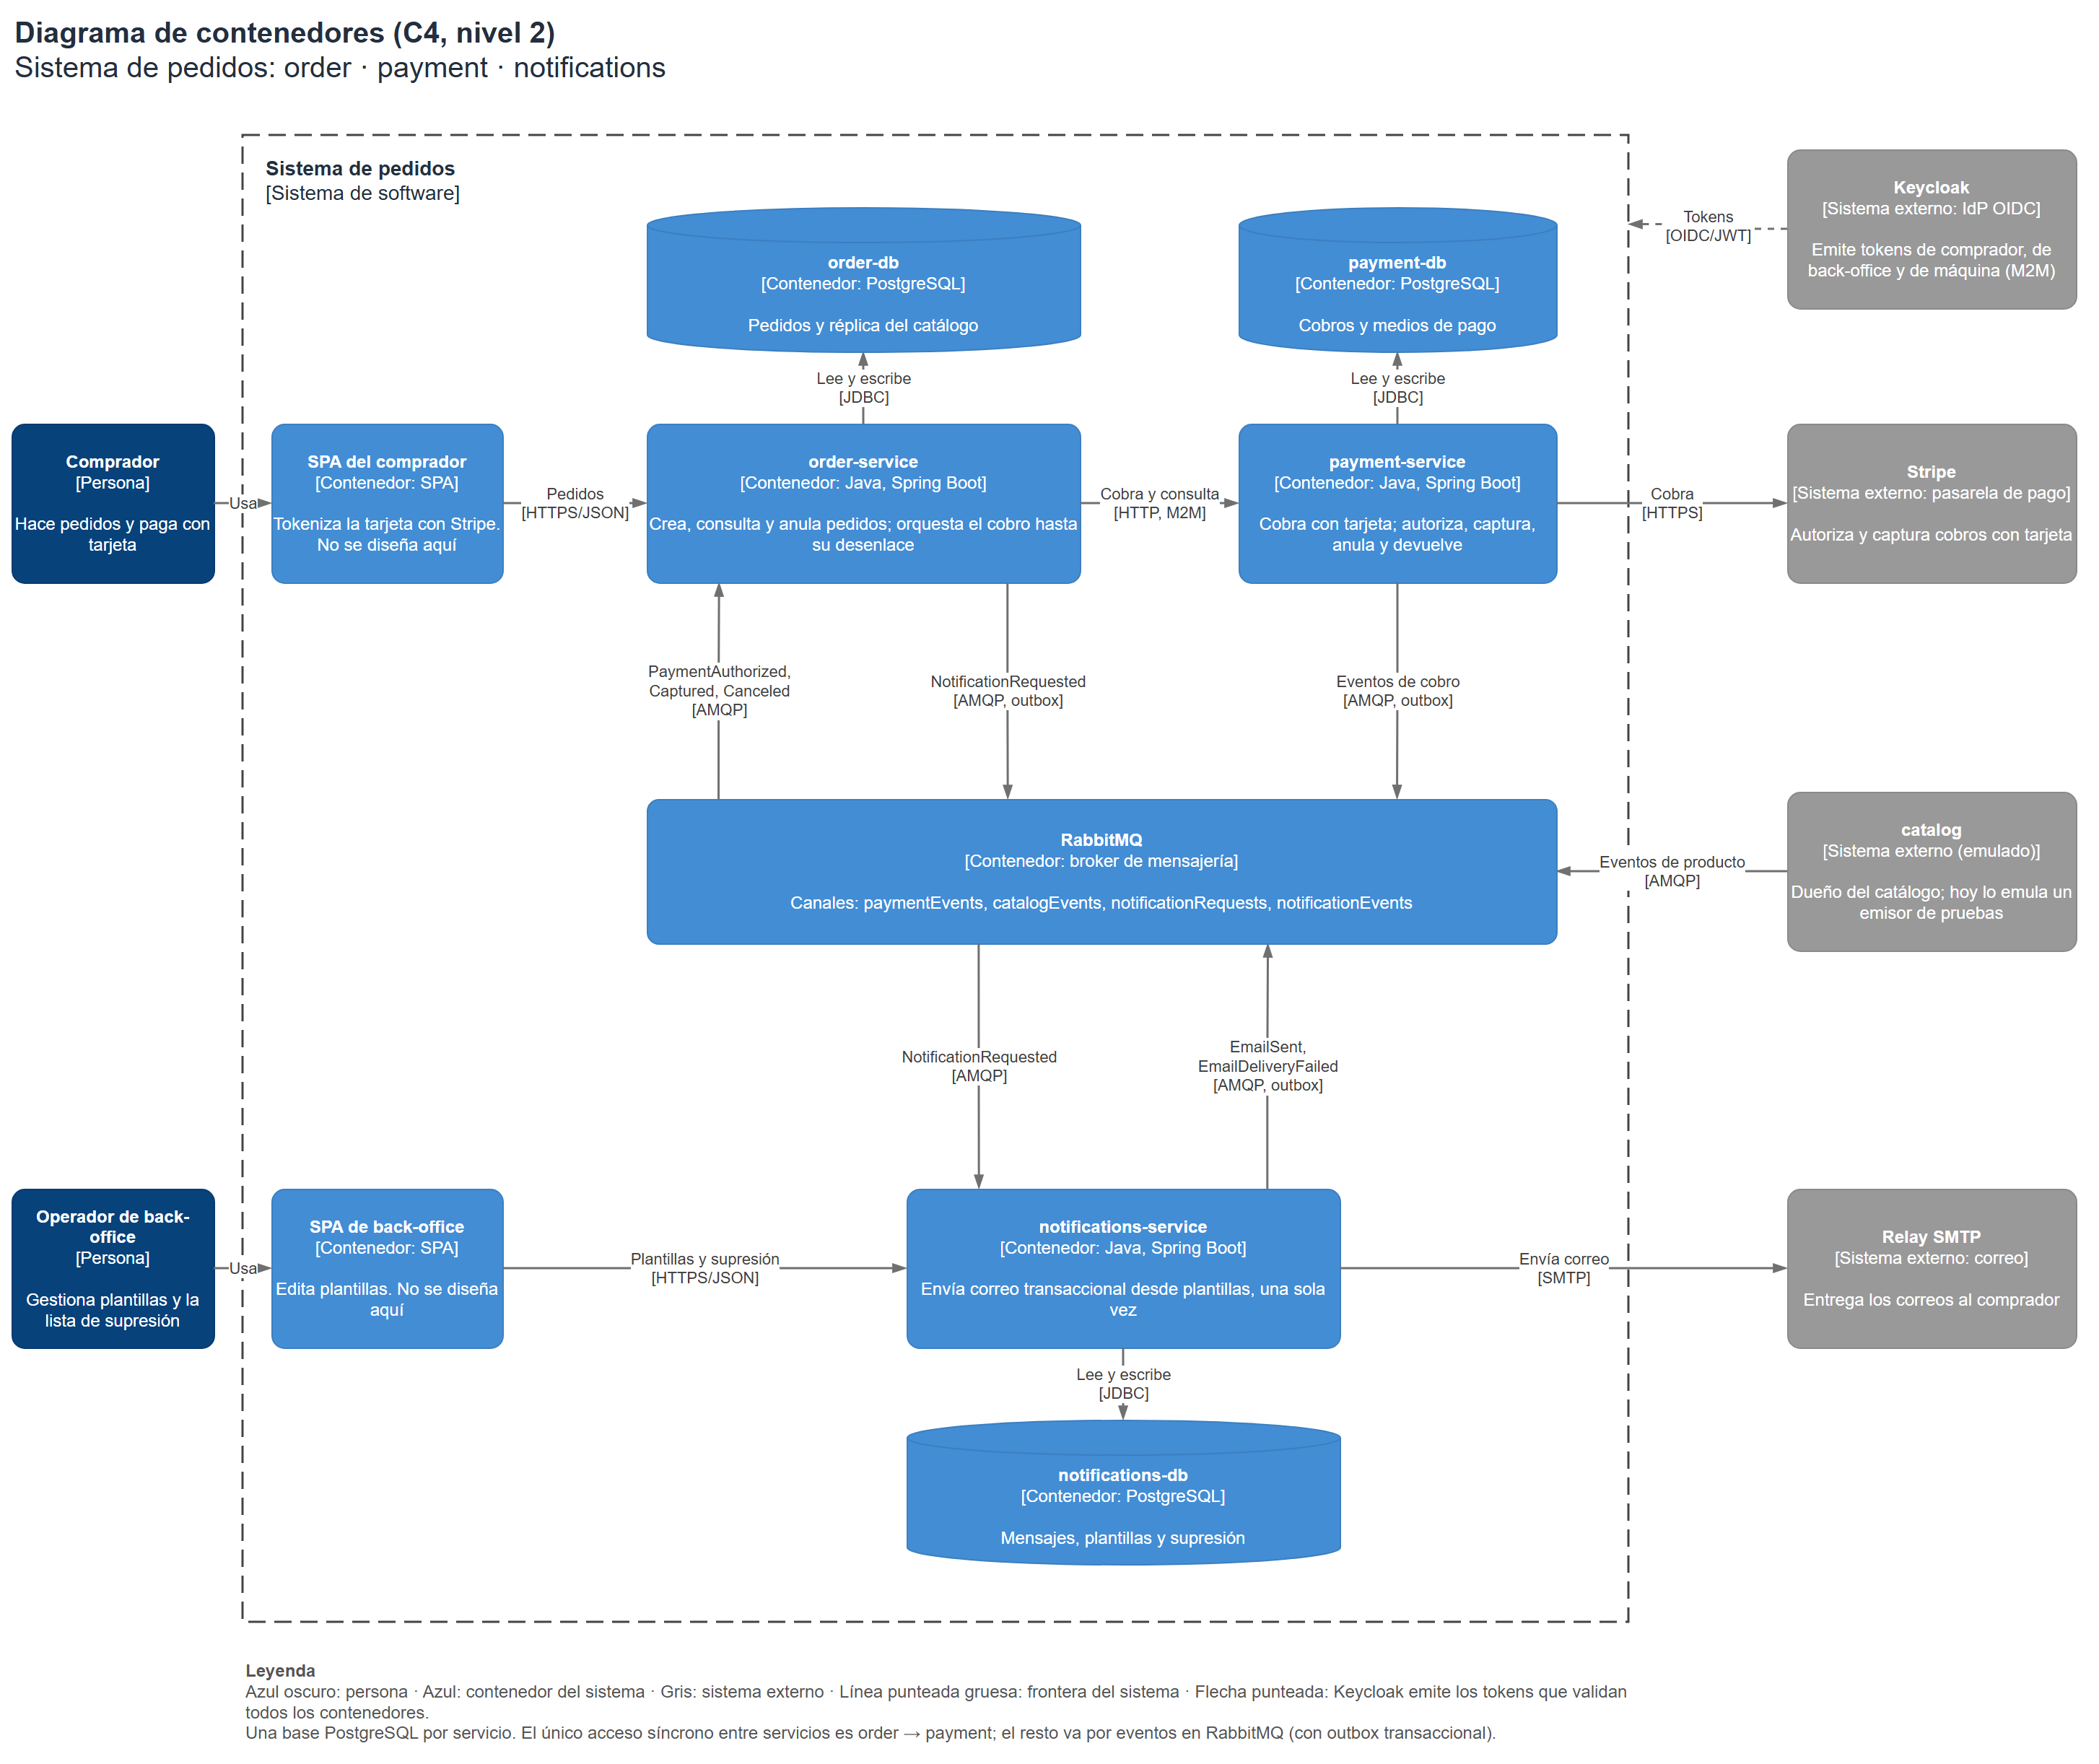 Diagrama de contenedores (C4, nivel 2)
Sistema de pedidos: order · payment · notifications
Sistema de pedidos
[Sistema de software]
Keycloak
[Sistema externo: IdP OIDC]
Emite tokens de comprador, de
back-office y de máquina (M2M)
Tokens
[OIDC/JWT]
order-db
[Contenedor: PostgreSQL]
Pedidos y réplica del catálogo
payment-db
[Contenedor: PostgreSQL]
Cobros y medios de pago
Lee y escribe
[JDBC]
Lee y escribe
[JDBC]
Comprador
[Persona]
Hace pedidos y paga con
tarjeta
Usa
SPA del comprador
[Contenedor: SPA]
Tokeniza la tarjeta con Stripe.
No se diseña aquí
Pedidos
[HTTPS/JSON]
order-service
[Contenedor: Java, Spring Boot]
Crea, consulta y anula pedidos; orquesta el cobro hasta
su desenlace
Cobra y consulta
[HTTP, M2M]
payment-service
[Contenedor: Java, Spring Boot]
Cobra con tarjeta; autoriza, captura,
anula y devuelve
Cobra
[HTTPS]
Stripe
[Sistema externo: pasarela de pago]
Autoriza y captura cobros con tarjeta
PaymentAuthorized,
Captured, Canceled
[AMQP]
NotificationRequested
[AMQP, outbox]
Eventos de cobro
[AMQP, outbox]
RabbitMQ
[Contenedor: broker de mensajería]
Canales: paymentEvents, catalogEvents, notificationRequests, notificationEvents
Eventos de producto
[AMQP]
catalog
[Sistema externo (emulado)]
Dueño del catálogo; hoy lo emula un
emisor de pruebas
NotificationRequested
[AMQP]
EmailSent,
EmailDeliveryFailed
[AMQP, outbox]
Operador de back-
office
[Persona]
Gestiona plantillas y la
lista de supresión
Usa
SPA de back-office
[Contenedor: SPA]
Edita plantillas. No se diseña
aquí
Plantillas y supresión
[HTTPS/JSON]
notifications-service
[Contenedor: Java, Spring Boot]
Envía correo transaccional desde plantillas, una sola
vez
Envía correo
[SMTP]
Relay SMTP
[Sistema externo: correo]
Entrega los correos al comprador
Lee y escribe
[JDBC]
notifications-db
[Contenedor: PostgreSQL]
Mensajes, plantillas y supresión
Leyenda
Azul oscuro: persona · Azul: contenedor del sistema · Gris: sistema externo · Línea punteada gruesa: frontera del sistema · Flecha punteada: Keycloak emite los tokens que validan
todos los contenedores.
Una base PostgreSQL por servicio. El único acceso síncrono entre servicios es order → payment; el resto va por eventos en RabbitMQ (con outbox transaccional).